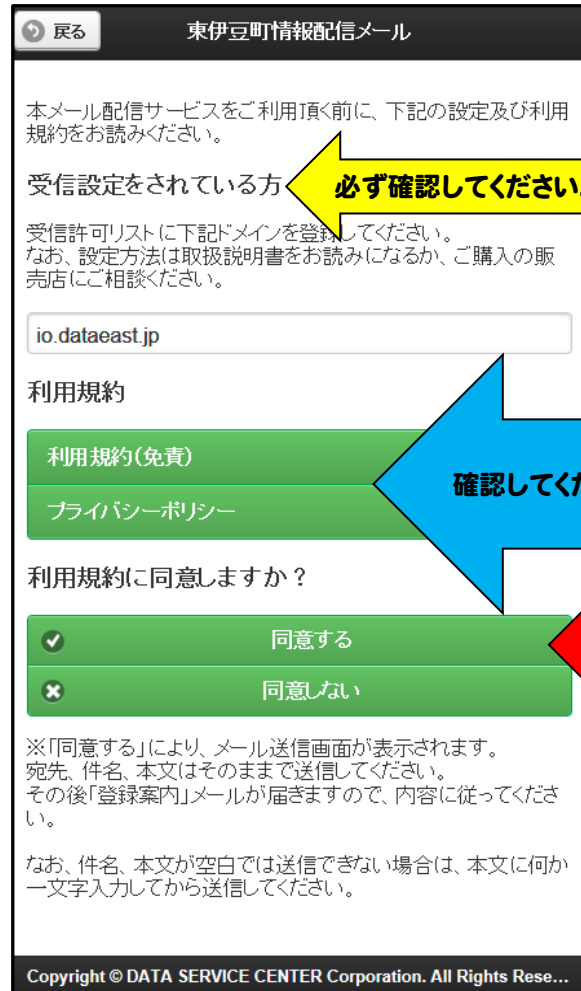 戻る
東伊豆町情報配信メール
本メール配信サービスをご利用頂く前に、下記の設定及び利用
規約をお読みください。
受信設定をされている方
必ず確認してください。
受信許可リストに下記ドメインを登録してください。
なお、設定方法は取扱説明書をお読みになるか、ご購入の販
売店にご相談ください。
io.dataeast.jp
利用規約
利用規約(免責)
確認してくだ
プライバシーポリシー
利用規約に同意しますか？
同意する
同意しない
※「同意する」により、メール送信画面が表示されます。
宛先、件名、本文はそのままで送信してください。
その後「登録案内」メールが届きますので、内容に従ってくださ
い。
なお、件名、本文が空白では送信できない場合は、本文に何か
一文字入力してから送信してください。
Copyright © DATA SERVICE CENTER Corporation. All Rights Rese...